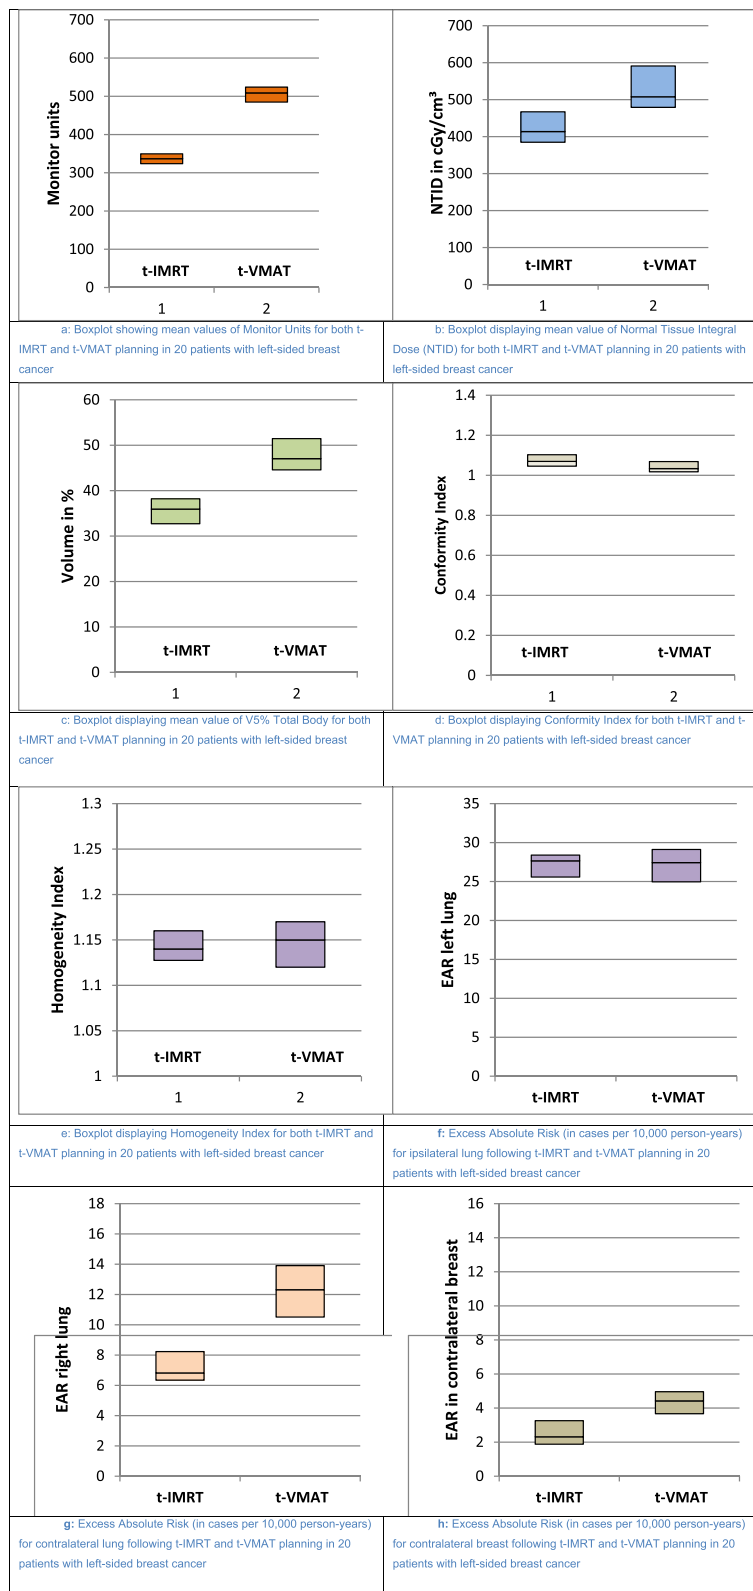 Monitor units
700
600
500
400
300
200
100
0
t-IMRT
t-VMAT
1
2
NTID in cGy/cm³
700
600
500
400
300
200
100
0
t-IMRT
t-VMAT
1
2
a: Boxplot showing mean values of Monitor Units for both t-
IMRT and t-VMAT planning in 20 patients with left-sided breast
cancer
b: Boxplot displaying mean value of Normal Tissue Integral
Dose (NTID) for both t-IMRT and t-VMAT planning in 20 patients with
left-sided breast cancer
Volume in %
60
50
40
30
20
10
0
t-IMRT
t-VMAT
1
2
Conformity Index
1.4
1.2
1
0.8
0.6
0.4
0.2
0
t-IMRT
t-VMAT
1
2
c: Boxplot displaying mean value of V5% Total Body for both
t-IMRT and t-VMAT planning in 20 patients with left-sided breast
cancer
d: Boxplot displaying Conformity Index for both t-IMRT and t-
VMAT planning in 20 patients with left-sided breast cancer
Homogeneity Index
1.3
1.25
1.2
1.15
1.1
1.05
1
t-IMRT
t-VMAT
1
2
EAR left lung
35
30
25
20
15
10
5
0
t-IMRT
t-VMAT
e: Boxplot displaying Homogeneity Index for both t-IMRT and
t-VMAT planning in 20 patients with left-sided breast cancer
f: Excess Absolute Risk (in cases per 10,000 person-years)
for ipsilateral lung following t-IMRT and t-VMAT planning in 20
patients with left-sided breast cancer
EAR right lung
18
16
14
12
10
8
6
4
2
0
t-IMRT
t-VMAT
EAR in contralateral breast
16
14
12
10
8
6
4
2
0
t-IMRT
t-VMAT
g: Excess Absolute Risk (in cases per 10,000 person-years)
for contralateral lung following t-IMRT and t-VMAT planning in 20
patients with left-sided breast cancer
h: Excess Absolute Risk (in cases per 10,000 person-years)
for contralateral breast following t-IMRT and t-VMAT planning in 20
patients with left-sided breast cancer